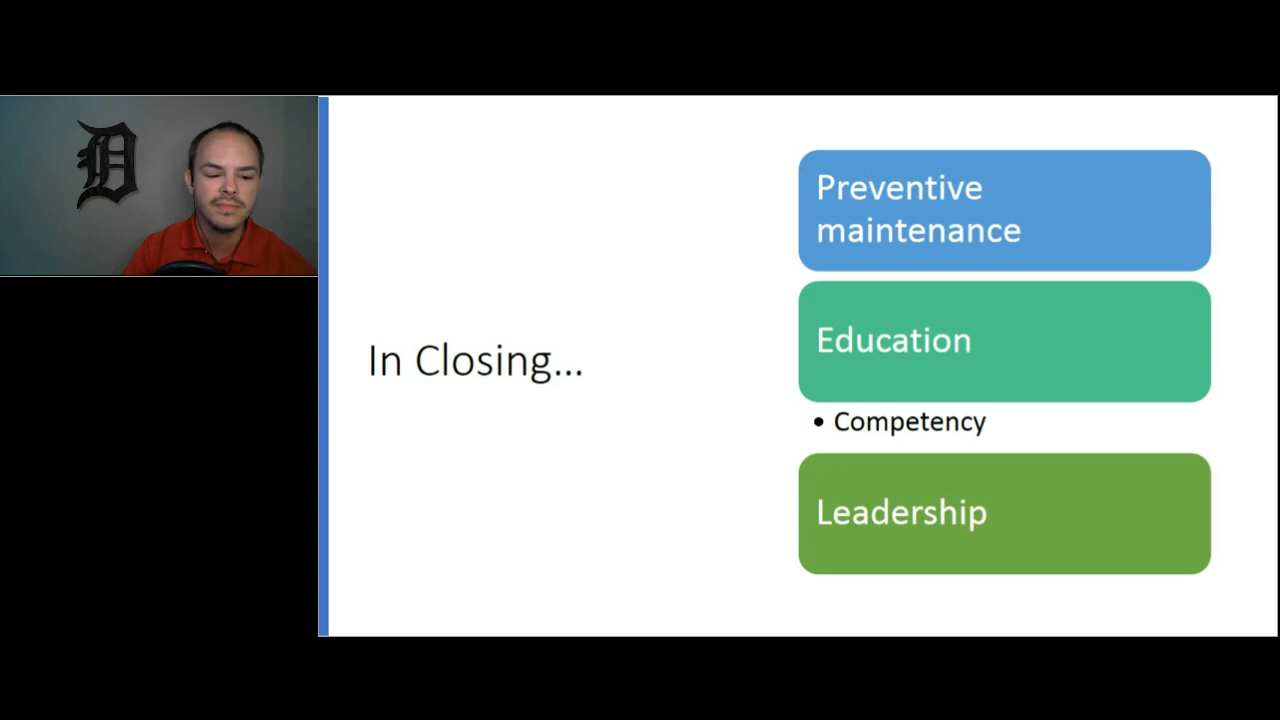 D
In Closing...
Preventive
maintenance
Education
• Competency
Leadership